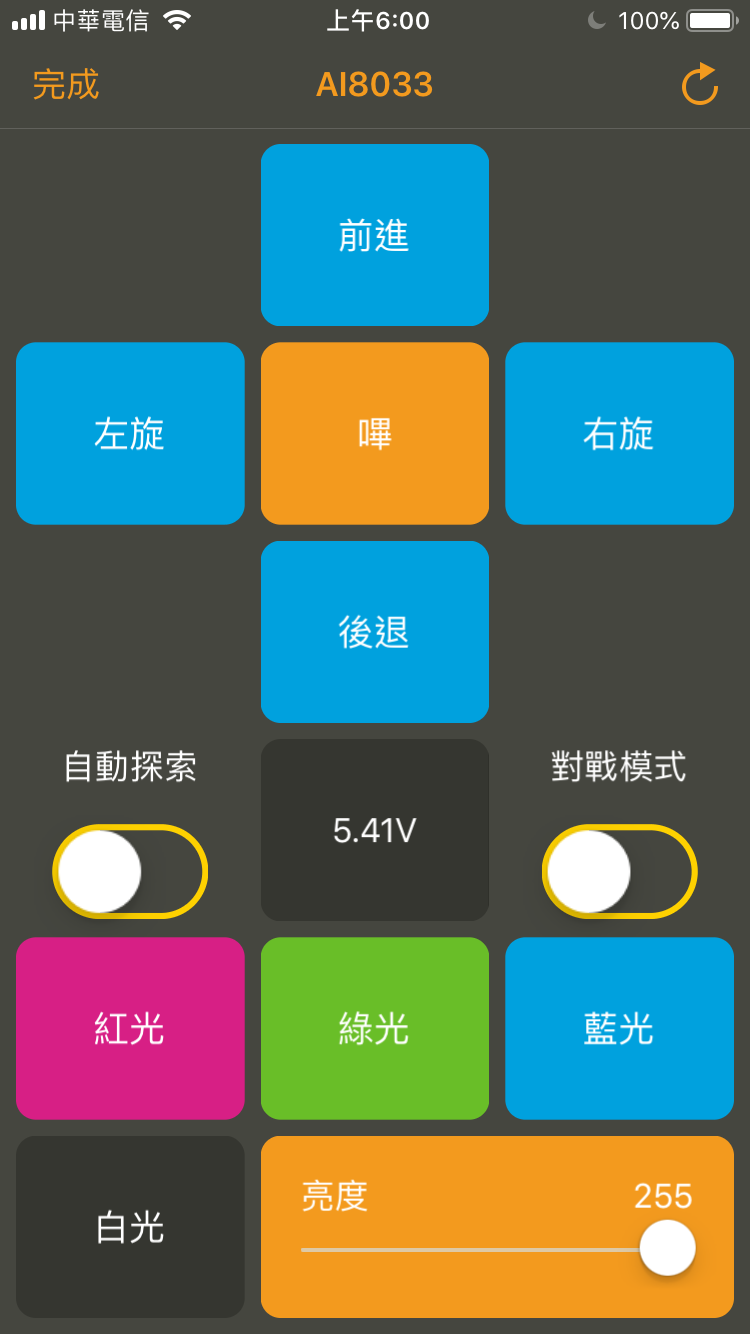 中華電信 上午6:00 100%
完成 AI8033
前進
左旋 嗶 右旋
後退
自動探索 對戰模式
5.41V
紅光 綠光 藍光
亮度 255
白光